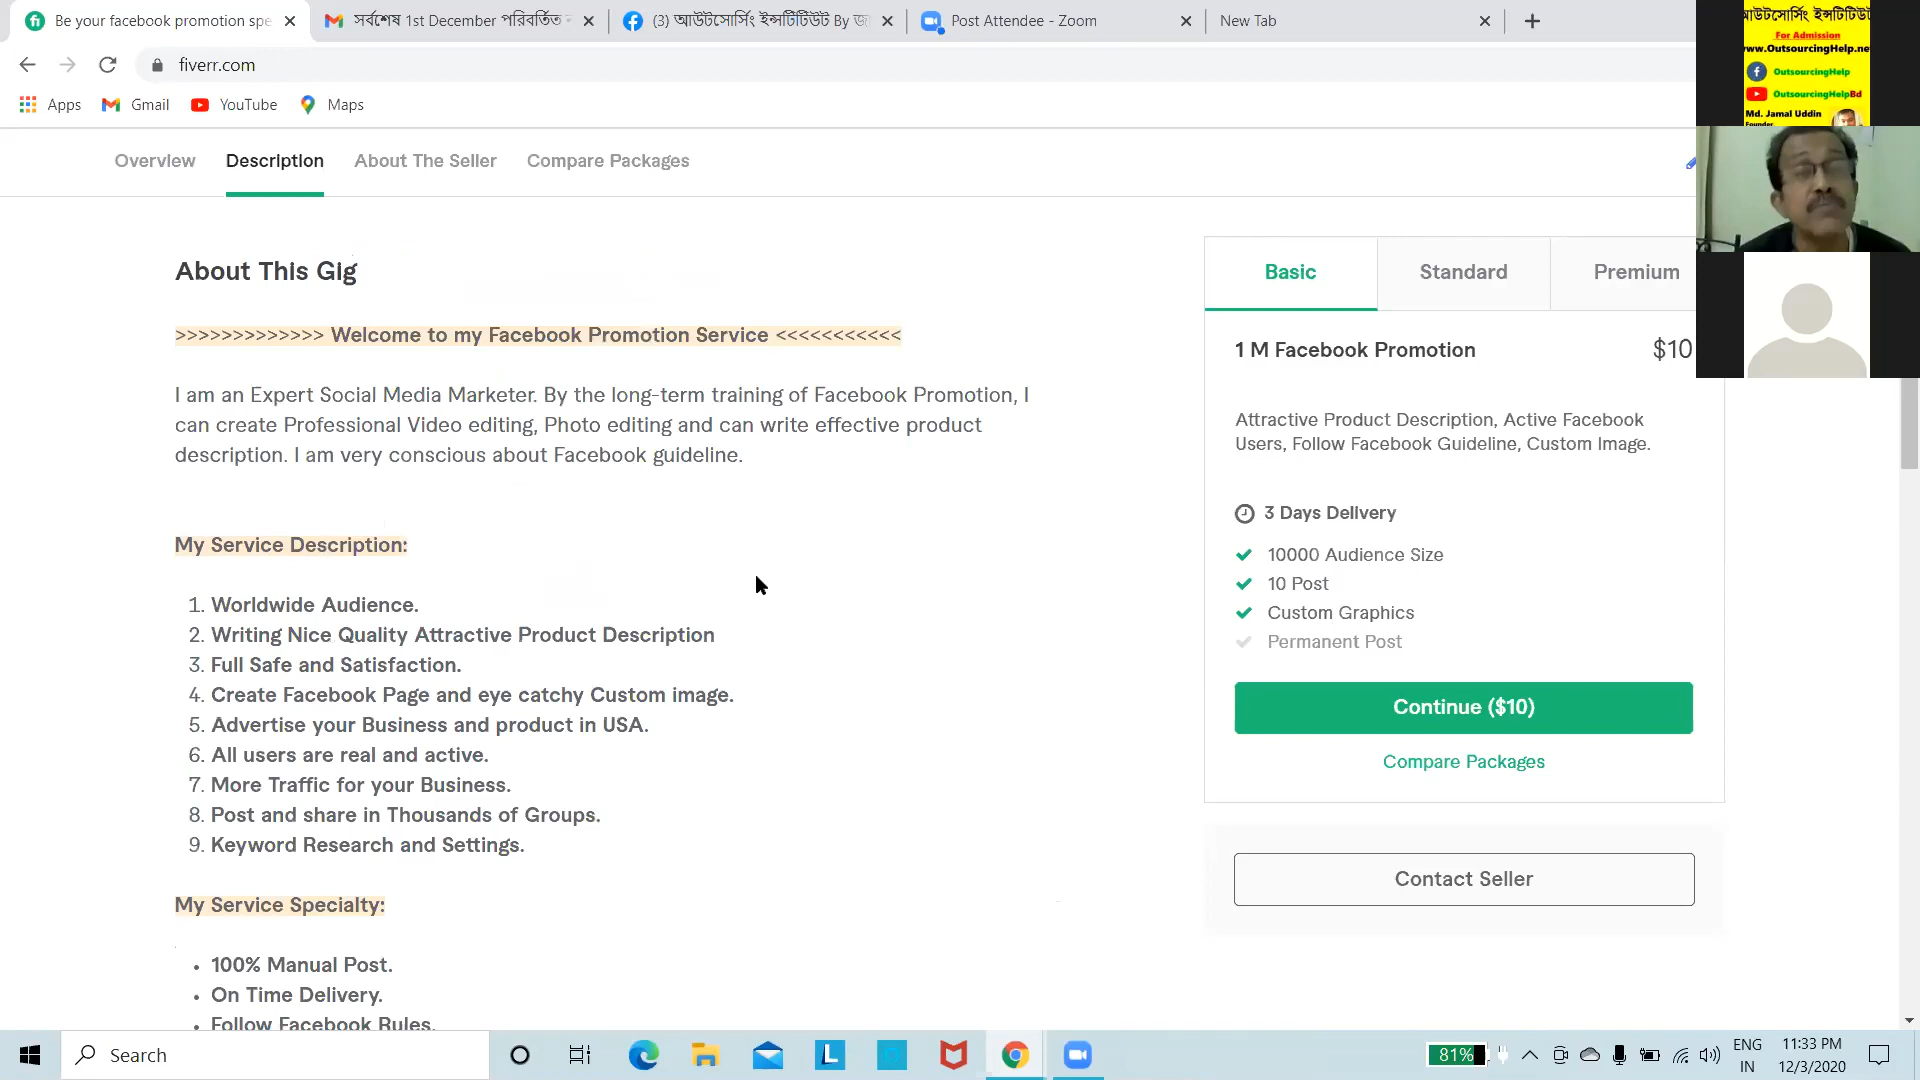 Your facebook promotion spe
সর্বশেষ 1st December পরিবর্তিত
(3) আউটসোর্সিং ইন্সটিটিউট By জ
Post Attendee - Zoom
New Tab
fiverr.com
Apps
Gmail
YouTube
Maps
আউটসোর্সিং ইন্সটিটিউট
For Admission
www.OutsourcingHelp.ne
OutsourcingHelp
OutsourcingHelpBd
Md. Jamal Uddin
Founder
Overview
Description
About The Seller
Compare Packages
About This Gig
>>>>>>>>>>>>> Welcome to my Facebook Promotion Service <<<<<<<<<<<
I am an Expert Social Media Marketer. By the long-term training of Facebook Promotion, I
can create Professional Video editing, Photo editing and can write effective product
description. I am very conscious about Facebook guideline.
My Service Description:
1. Worldwide Audience.
2. Writing Nice Quality Attractive Product Description
3. Full Safe and Satisfaction.
4. Create Facebook Page and eye catchy Custom image.
5. Advertise your Business and product in USA.
6. All users are real and active.
7. More Traffic for your Business.
8. Post and share in Thousands of Groups.
9. Keyword Research and Settings.
My Service Specialty:
• 100% Manual Post.
• On Time Delivery.
• Follow Facebook Rules.
Basic
Standard
Premium
1 M Facebook Promotion
$10
Attractive Product Description, Active Facebook
Users, Follow Facebook Guideline, Custom Image.
3 Days Delivery
10000 Audience Size
10 Post
Custom Graphics
Permanent Post
Continue ($10)
Compare Packages
Contact Seller
Search
81%
ENG
IN
11:33 PM
12/3/2020